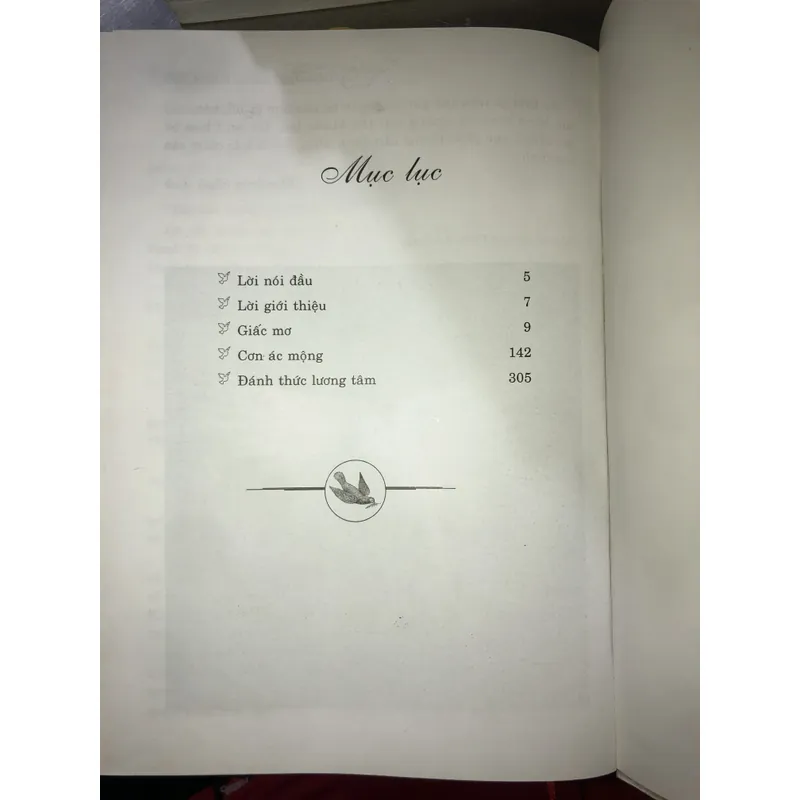 Mục lục
Lời nói đầu 5
Lời giới thiệu 7
Giấc mơ 9
Cơn ác mộng 142
Đánh thức lương tâm 305